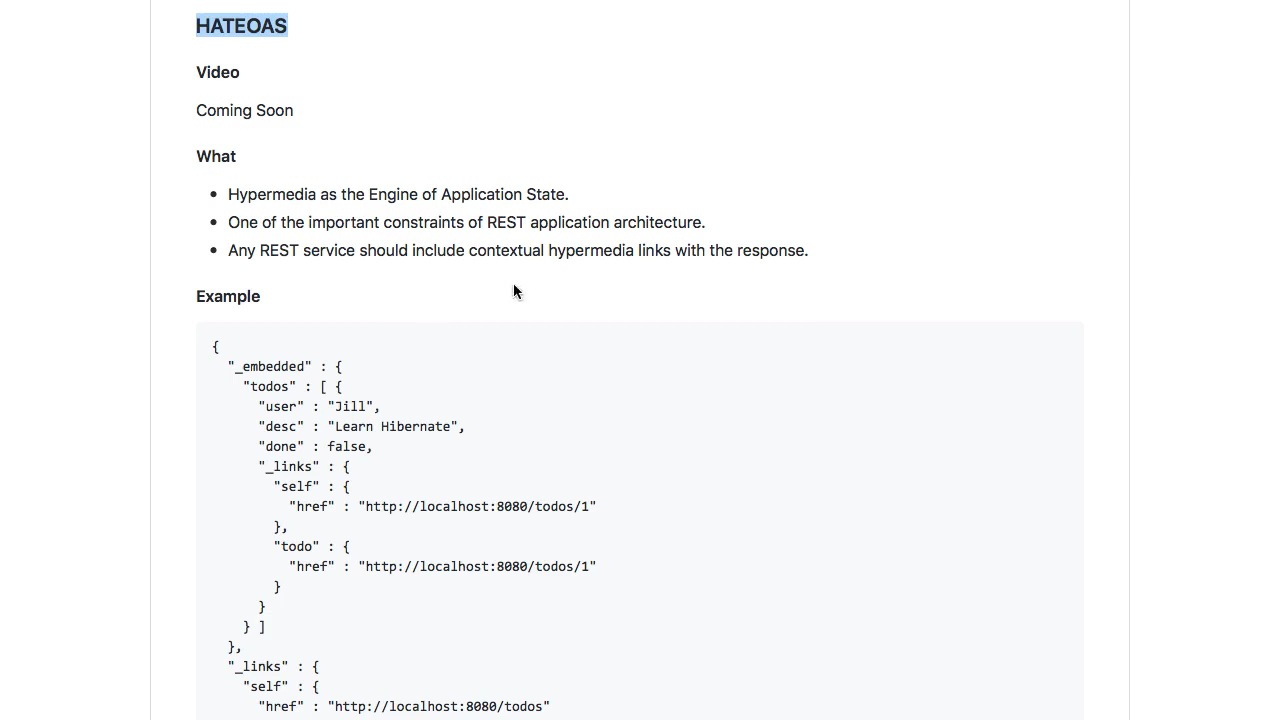 HATEOAS
Video
Coming Soon
What
• Hypermedia as the Engine of Application State.
• One of the important constraints of REST application architecture.
• Any REST service should include contextual hypermedia links with the response.
Example
{
  "_embedded" : {
    "todos" : [ {
      "user" : "Jill",
      "desc" : "Learn Hibernate",
      "done" : false,
      "_links" : {
        "self" : {
          "href" : "http://localhost:8080/todos/1"
        },
        "todo" : {
          "href" : "http://localhost:8080/todos/1"
        }
      }
    } ]
  },
  "_links" : {
    "self" : {
      "href" : "http://localhost:8080/todos"